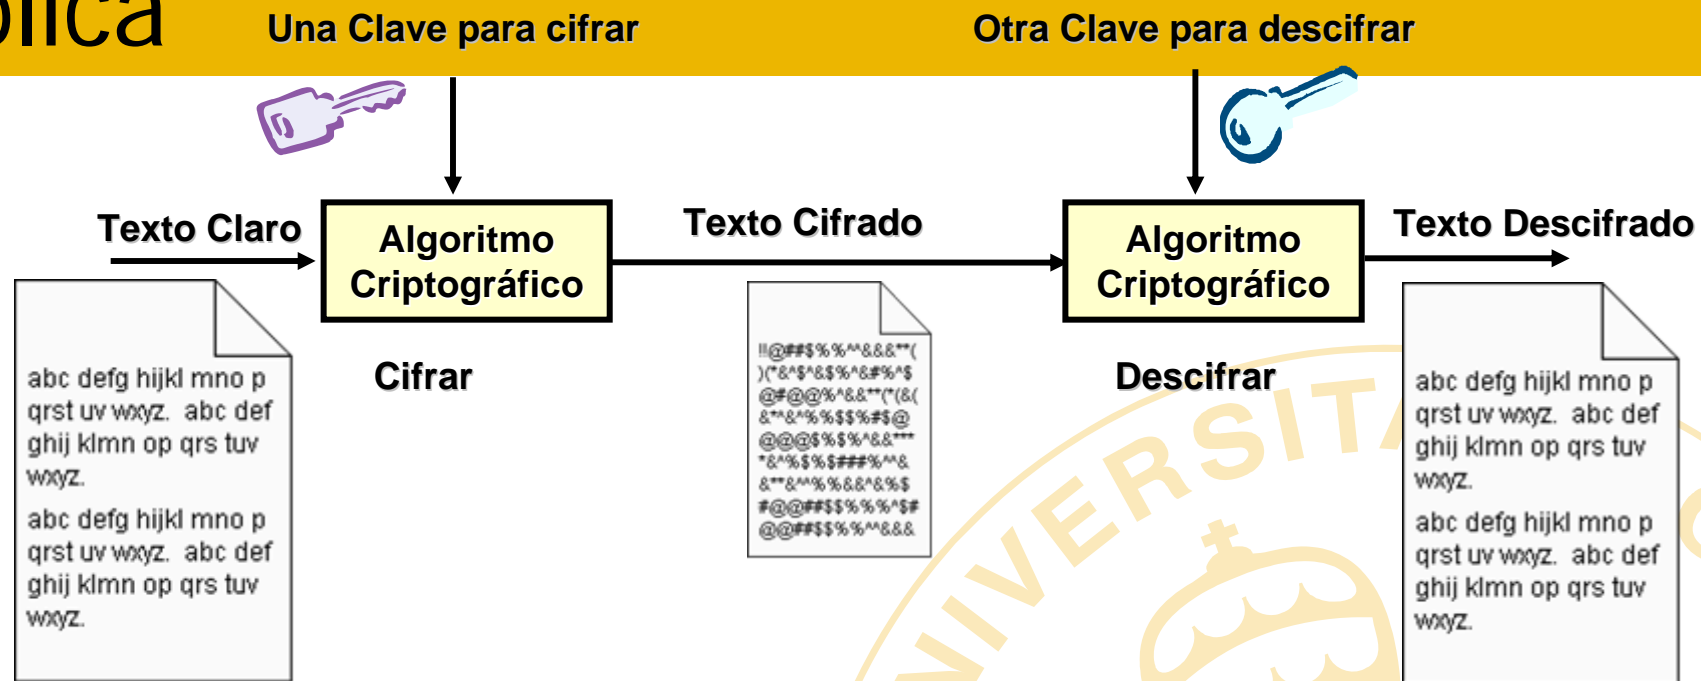 Una Clave para cifrar
Otra Clave para descifrar
Texto Claro
Algoritmo
Criptográfico
Texto Cifrado
Algoritmo
Criptográfico
Texto Descifrado
Cifrar
Descifrar
abc defg hijkl mno p
qrst uv wxyz. abc def
ghij klmn op qrs tuv
wxyz.
abc defg hijkl mno p
qrst uv wxyz. abc def
ghij klmn op qrs tuv
wxyz.
!!@##$%%^^&&&**(
)(*&^$^&$%^&#%^$
@#@@%^&&**(*(&(
&*^&^%%$$%#$@
@@@$%$%^&&***
*&^%$%$###%^^&
&**&^^%%&&^&%$
#@@##$$%%%^$#
@@##$$%%^^&&&
abc defg hijkl mno p
qrst uv wxyz. abc def
ghij klmn op qrs tuv
wxyz.
abc defg hijkl mno p
qrst uv wxyz. abc def
ghij klmn op qrs tuv
wxyz.